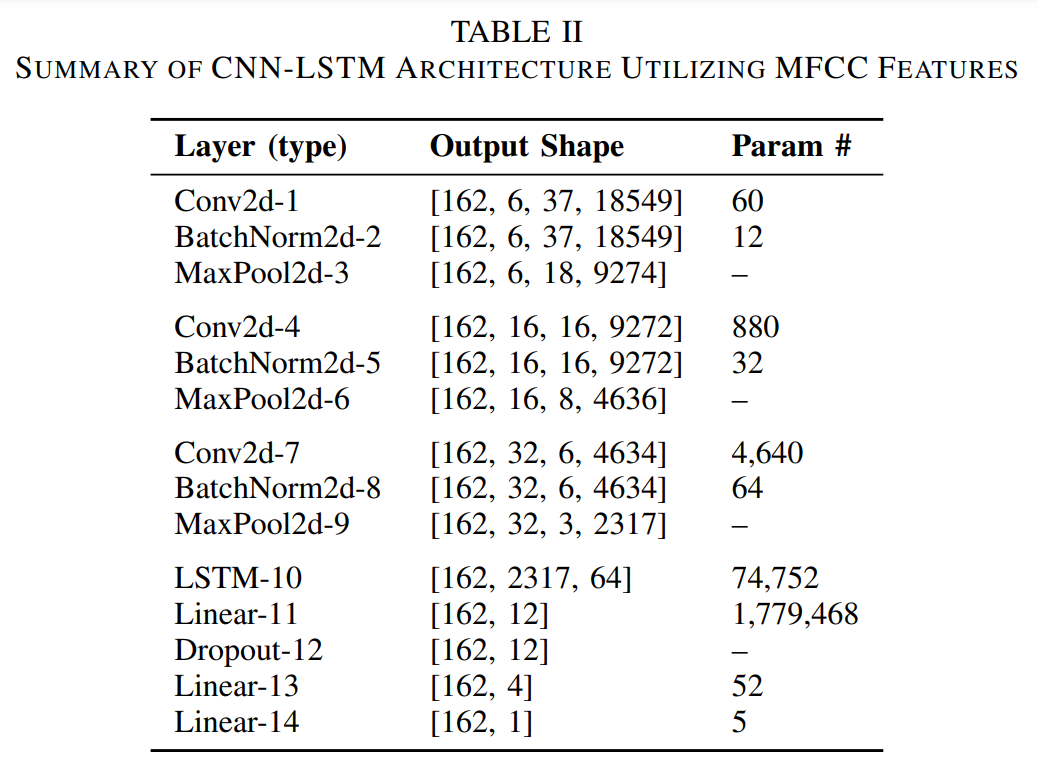 TABLE II
SUMMARY OF CNN-LSTM ARCHITECTURE UTILIZING MFCC FEATURES
Layer (type) Output Shape Param #
Conv2d-1 [162, 6, 37, 18549] 60
BatchNorm2d-2 [162, 6, 37, 18549] 12
MaxPool2d-3 [162, 6, 18, 9274] –
Conv2d-4 [162, 16, 16, 9272] 880
BatchNorm2d-5 [162, 16, 16, 9272] 32
MaxPool2d-6 [162, 16, 8, 4636] –
Conv2d-7 [162, 32, 6, 4634] 4,640
BatchNorm2d-8 [162, 32, 6, 4634] 64
MaxPool2d-9 [162, 32, 3, 2317] –
LSTM-10 [162, 2317, 64] 74,752
Linear-11 [162, 12] 1,779,468
Dropout-12 [162, 12] –
Linear-13 [162, 4] 52
Linear-14 [162, 1] 5